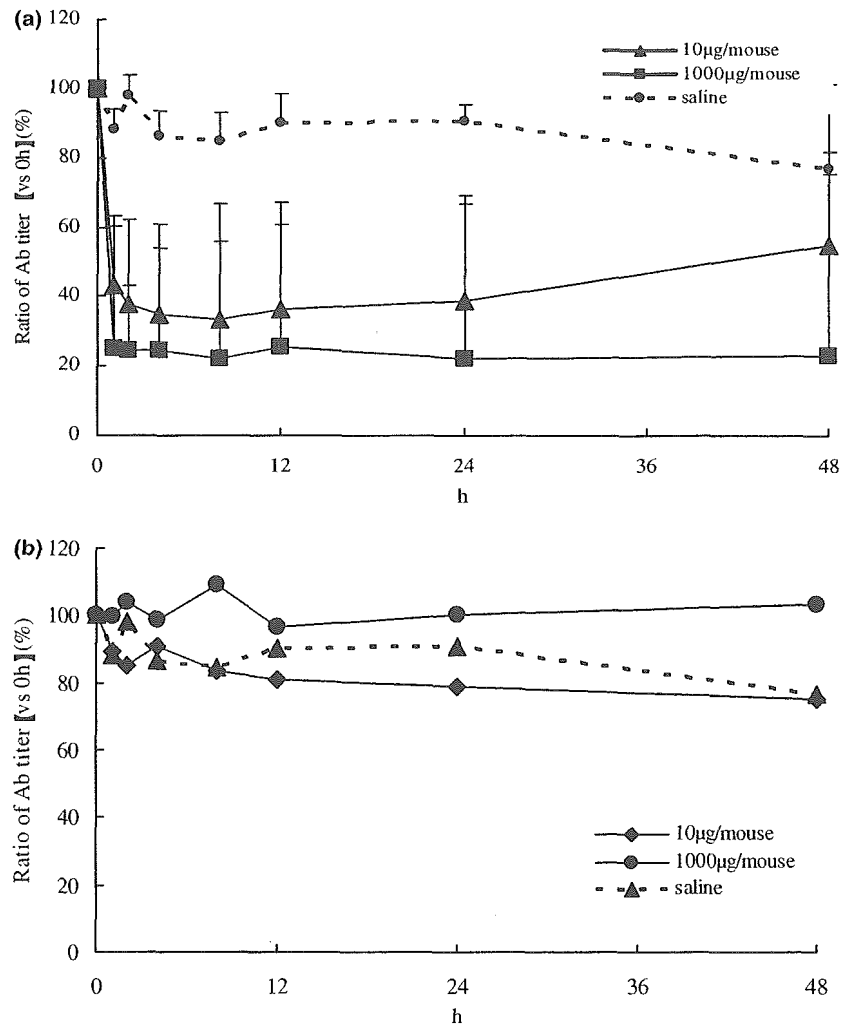 (a)
120
100
80
60
40
20
0
Ratio of Ab titer【vs 0h】(%)
10μg/mouse
1000μg/mouse
saline
0 12 24 36 48
h
(b)
120
100
80
60
40
20
0
Ratio of Ab titer【vs 0h】(%)
10μg/mouse
1000μg/mouse
saline
0 12 24 36 48
h